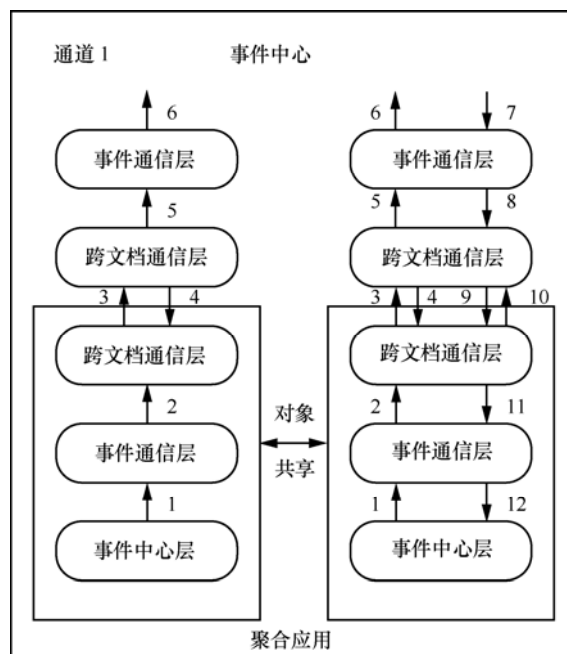 通道 1 事件中心
6 6 7
事件通信层 事件通信层
5 5 8
跨文档通信层 跨文档通信层
3 4 3 4 9 10
跨文档通信层 跨文档通信层
2 对象 2 11
事件通信层 事件通信层
1 共享 1 12
事件中心层 事件中心层
聚合应用